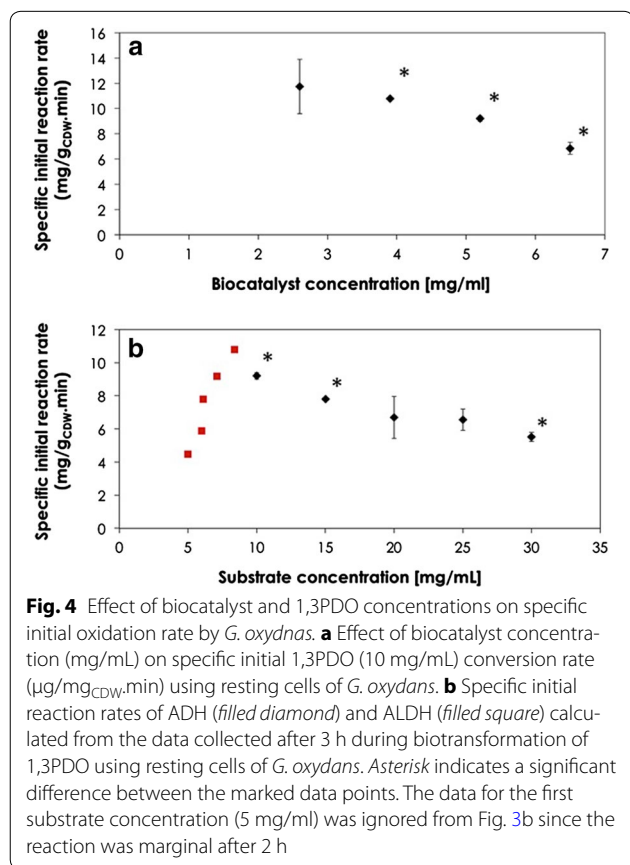 a
Specific initial reaction rate
(mg/gCDW.min)
16
14
12
10
8
6
4
2
0
* * *
0 1 2 3 4 5 6 7
Biocatalyst concentration [mg/ml]
b
Specific initial reaction rate
(mg/gCDW.min)
12
10
8
6
4
2
0
* * *
0 5 10 15 20 25 30 35
Substrate concentration [mg/mL]
Fig. 4 Effect of biocatalyst and 1,3PDO concentrations on specific
initial oxidation rate by G. oxydnas. a Effect of biocatalyst concentra-
tion (mg/mL) on specific initial 1,3PDO (10 mg/mL) conversion rate
(µg/mgCDW.min) using resting cells of G. oxydans. b Specific initial
reaction rates of ADH (filled diamond) and ALDH (filled square) calcu-
lated from the data collected after 3 h during biotransformation of
1,3PDO using resting cells of G. oxydans. Asterisk indicates a significant
difference between the marked data points. The data for the first
substrate concentration (5 mg/ml) was ignored from Fig. 3b since the
reaction was marginal after 2 h